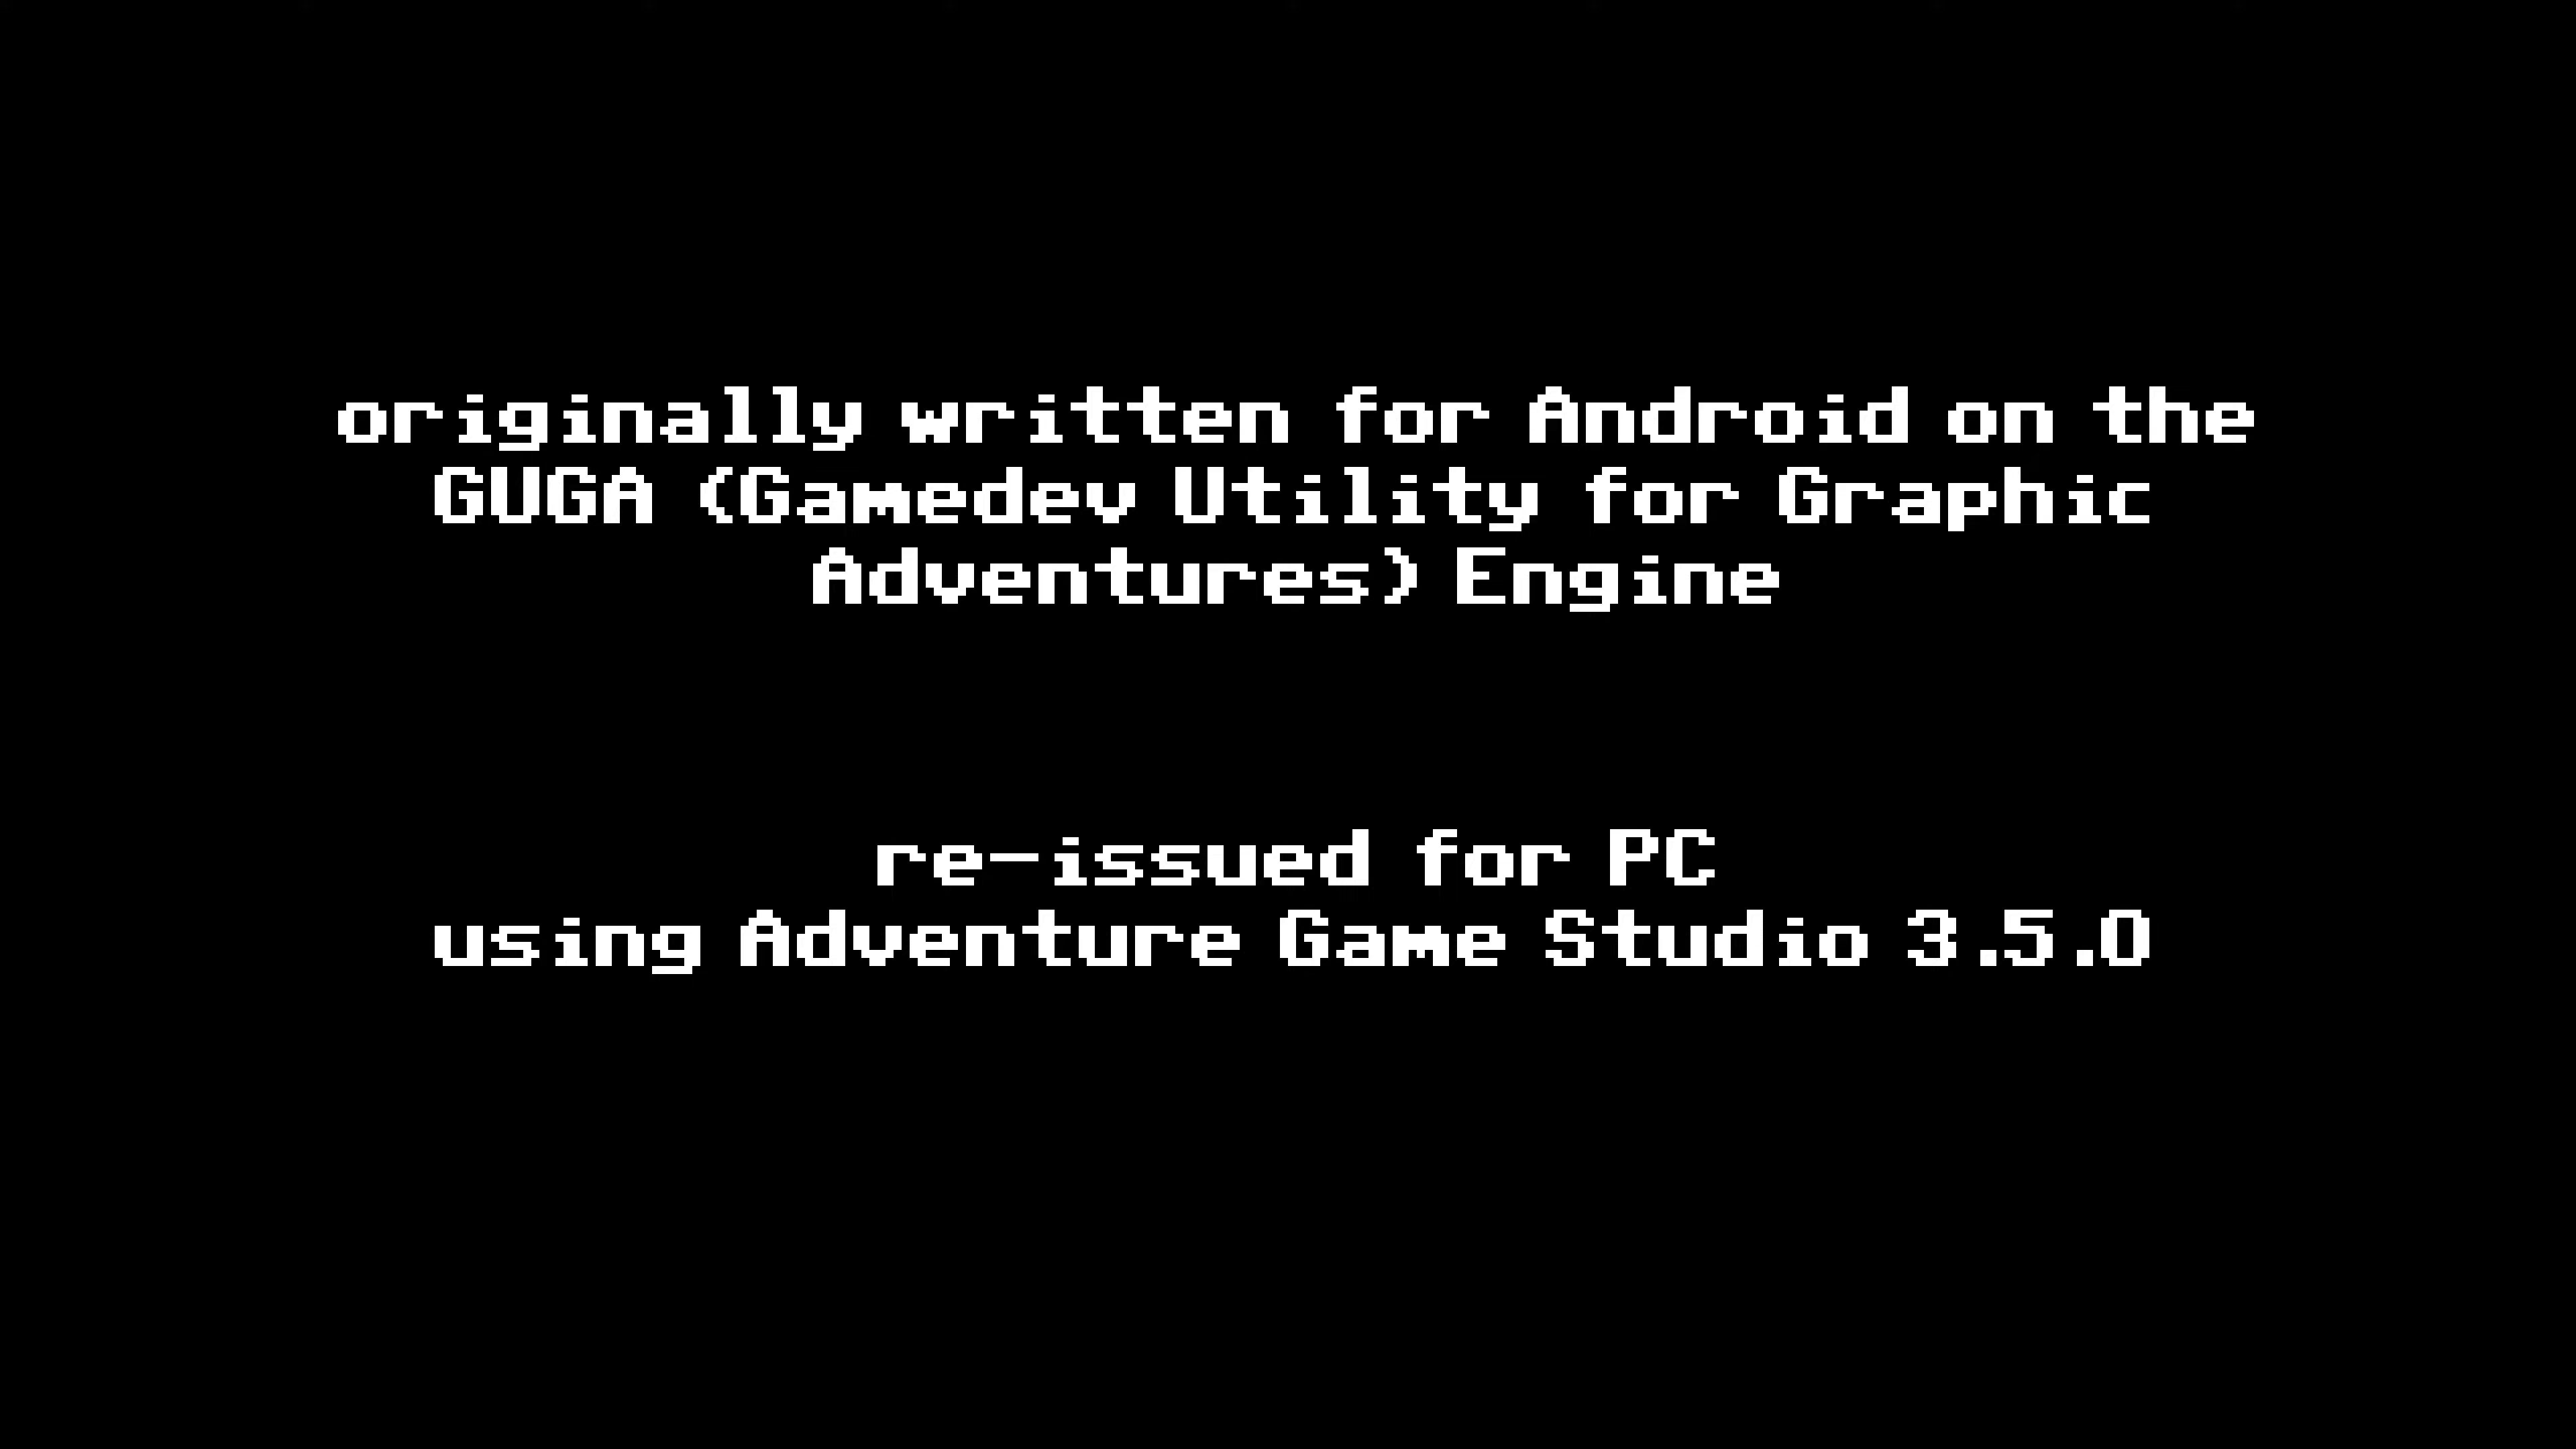 originally written for Android on the
GUGA (Gamedev Utility for Graphic
Adventures) Engine
re-issued for PC
using Adventure Game Studio 3.5.0